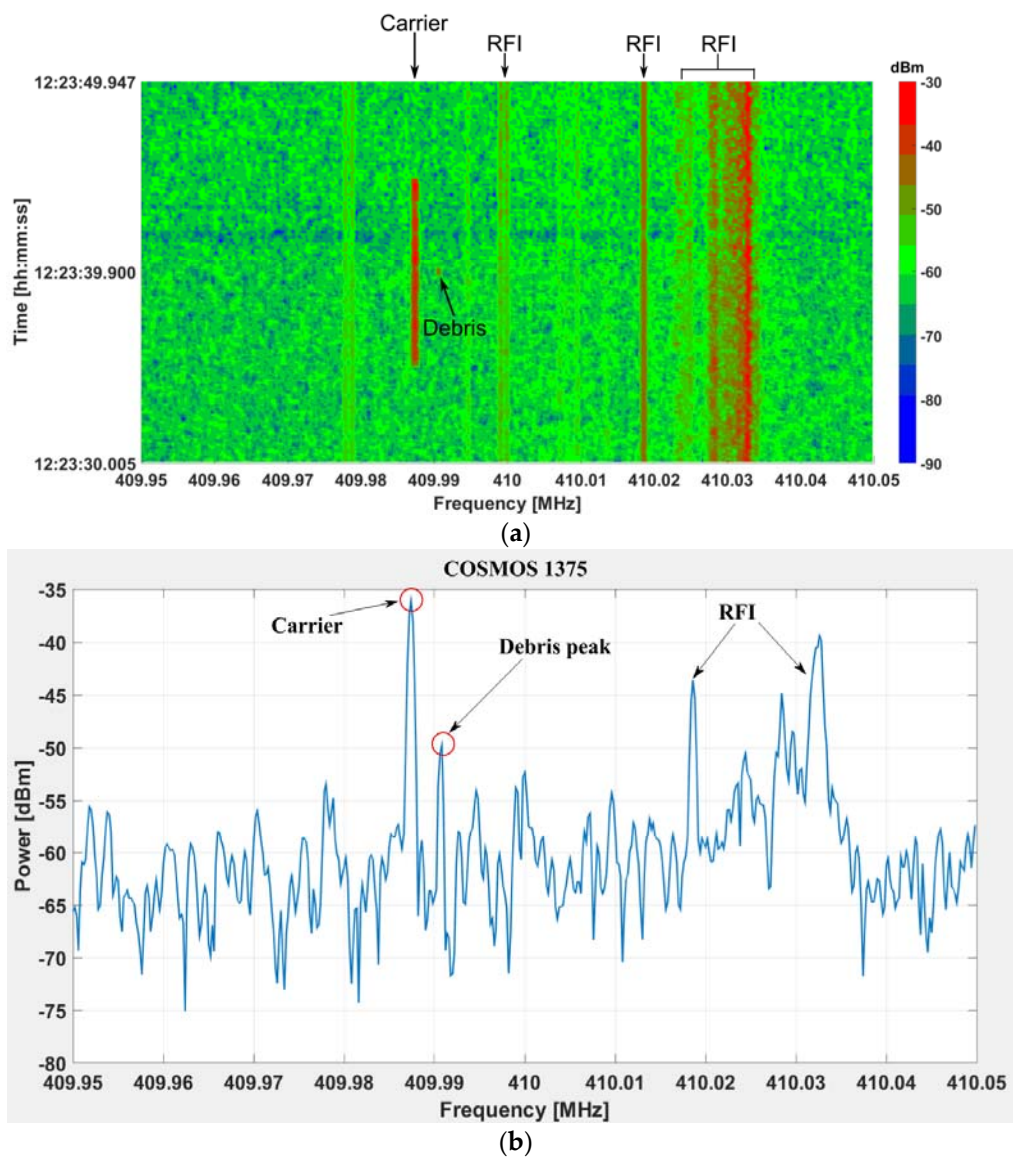 Carrier
RFI
RFI
RFI
dBm
12:23:49.947
12:23:39.900
12:23:30.005
Time [hh:mm:ss]
Debris
-30
-40
-50
-60
-70
-80
-90
409.95 409.96 409.97 409.98 409.99 410 410.01 410.02 410.03 410.04 410.05
Frequency [MHz]
(a)
COSMOS 1375
-35
-40
-45
-50
-55
-60
-65
-70
-75
-80
Power [dBm]
Carrier
Debris peak
RFI
409.95 409.96 409.97 409.98 409.99 410 410.01 410.02 410.03 410.04 410.05
Frequency [MHz]
(b)